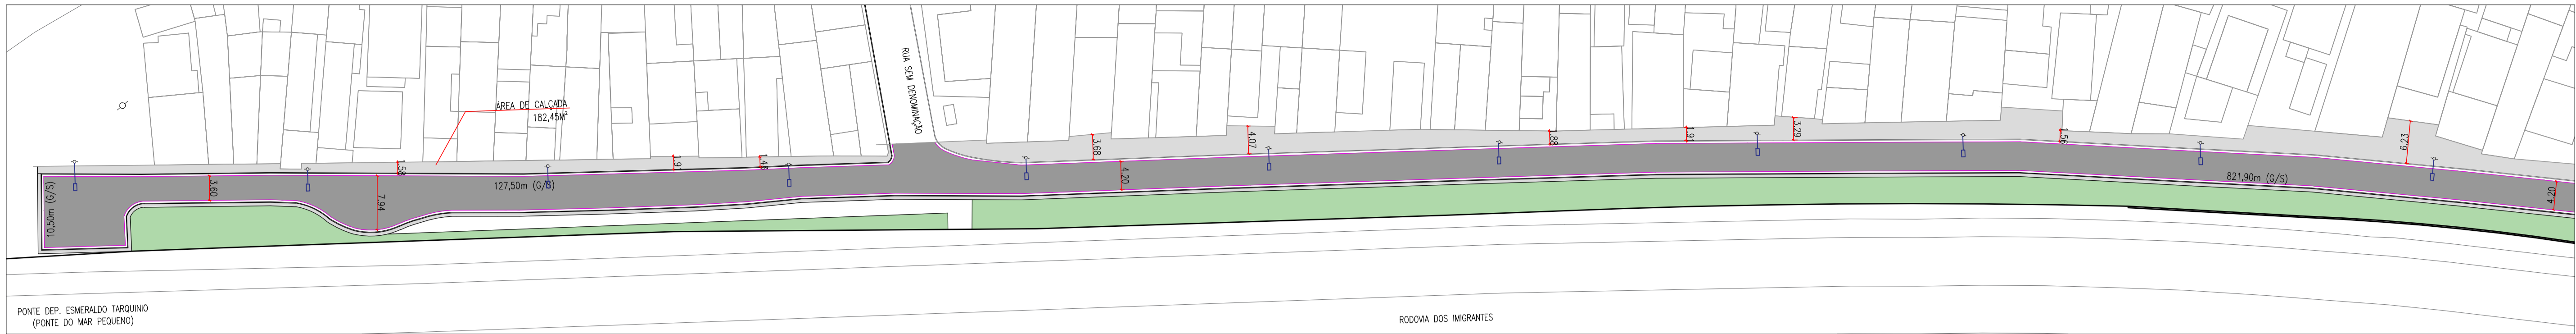 ÁREA DE CALÇADA
182,45M²
RUA SEM DENOMINAÇÃO
10,50m (G/S)
3.60
7.94
1.58
127,50m (G/S)
1.91
1.43
3.68
4.20
4.07
1.88
1.91
3.29
1.56
6.23
821,90m (G/S)
4.20
PONTE DEP. ESMERALDO TARQUINIO
(PONTE DO MAR PEQUENO)
RODOVIA DOS IMIGRANTES